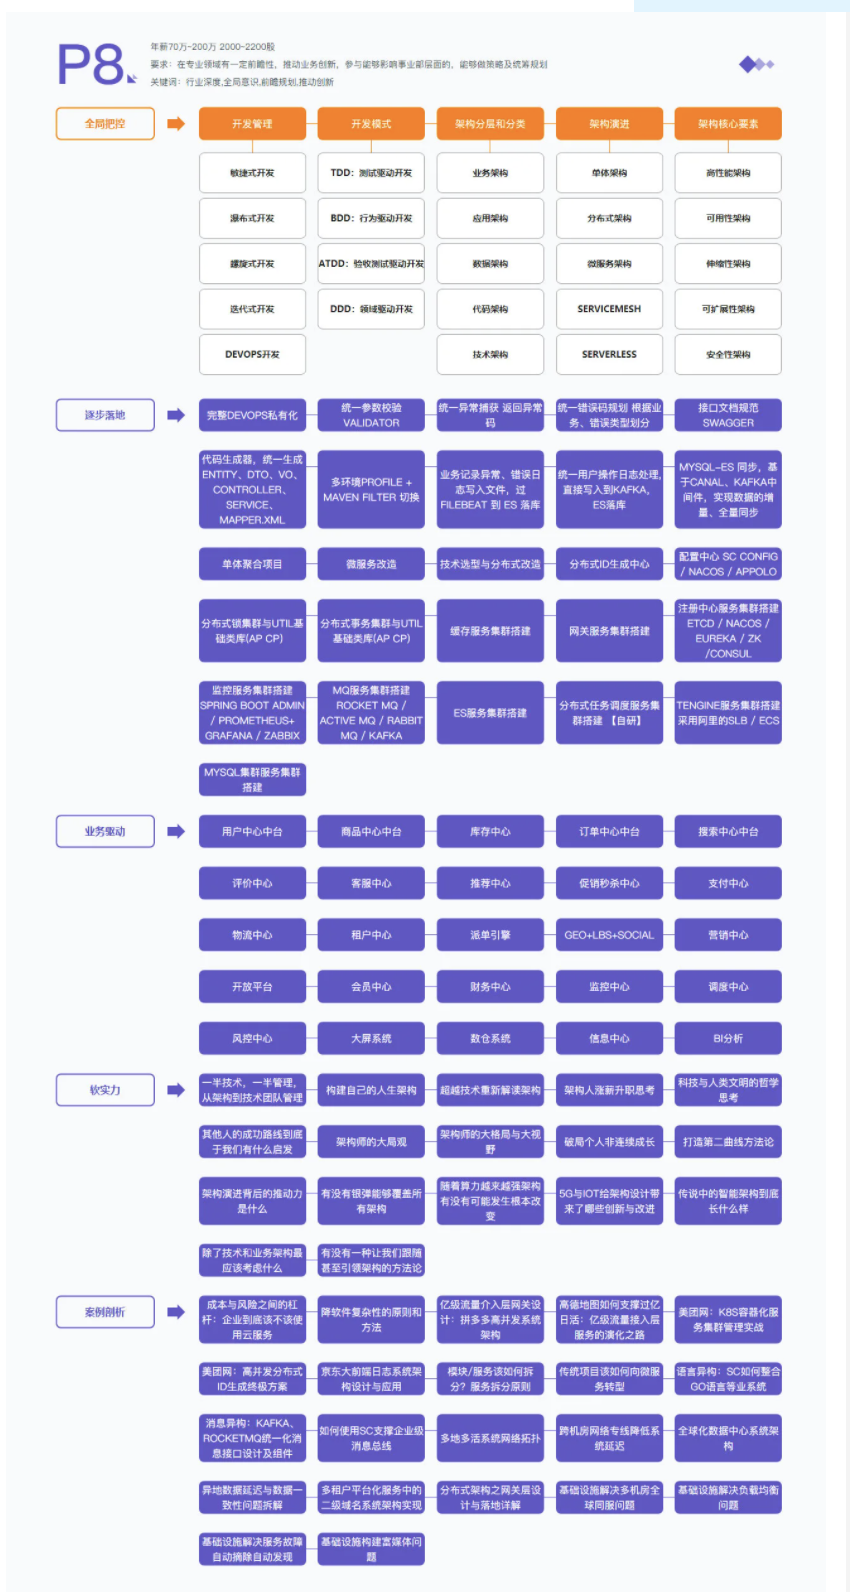 P8
年薪70万-200万 2000-2200股
要求：在专业领域有一定前瞻性，推动业务创新，参与能够影响事业部层面的，能够做策略及统筹规划
关键词：行业深度,全局意识,前瞻规划,推动创新
全局把控
开发管理
开发模式
架构分层和分类
架构演进
架构核心要素
敏捷式开发
TDD：测试驱动开发
业务架构
单体架构
高性能架构
瀑布式开发
BDD：行为驱动开发
应用架构
分布式架构
可用性架构
螺旋式开发
ATDD：验收测试驱动开发
数据架构
微服务架构
伸缩性架构
迭代式开发
DDD：领域驱动开发
代码架构
SERVICEMESH
可扩展性架构
DEVOPS开发
技术架构
SERVERLESS
安全性架构
逐步落地
完整DEVOPS私有化
统一参数校验
VALIDATOR
统一异常捕获 返回异常
码
统一错误码规划 根据业
务、错误类型划分
接口文档规范
SWAGGER
代码生成器，统一生成
ENTITY、DTO、VO、
CONTROLLER、
SERVICE、
MAPPER.XML
多环境PROFILE +
MAVEN FILTER 切换
业务记录异常、错误日
志写入文件，过
FILEBEAT 到 ES 落库
统一用户操作日志处理,
直接写入到KAFKA，
ES落库
MYSQL-ES 同步，基
于CANAL、KAFKA中
间件，实现数据的增
量、全量同步
单体聚合项目
微服务改造
技术选型与分布式改造
分布式ID生成中心
配置中心 SC CONFIG
/ NACOS / APPOLO
分布式锁集群与UTIL基
础类库(AP CP)
分布式事务集群与UTIL
基础类库(AP CP)
缓存服务集群搭建
网关服务集群搭建
注册中心服务集群搭建
ETCD / NACOS /
EUREKA / ZK
/CONSUL
监控服务集群搭建
SPRING BOOT ADMIN
/ PROMETHEUS+
GRAFANA / ZABBIX
MQ服务集群搭建
ROCKET MQ /
ACTIVE MQ / RABBIT
MQ / KAFKA
ES服务集群搭建
分布式任务调度服务集
群搭建 【自研】
TENGINE服务集群搭建
采用阿里的SLB / ECS
MYSQL集群服务集群
搭建
业务驱动
用户中心中台
商品中心中台
库存中心
订单中心中台
搜索中心中台
评价中心
客服中心
推荐中心
促销秒杀中心
支付中心
物流中心
租户中心
派单引擎
GEO+LBS+SOCIAL
营销中心
开放平台
会员中心
财务中心
监控中心
调度中心
风控中心
大屏系统
数仓系统
信息中心
BI分析
软实力
一半技术，一半管理，
从架构到技术团队管理
构建自己的人生架构
超越技术重新解读架构
架构人涨薪升职思考
科技与人类文明的哲学
思考
其他人的成功路线到底
于我们有什么启发
架构师的大局观
架构师的大格局与大视
野
破局个人非连续成长
打造第二曲线方法论
架构演进背后的推动力
是什么
有没有银弹能够覆盖所
有架构
随着算力越来越强架构
有没有可能发生根本改
变
5G与IOT给架构设计带
来了哪些创新与改进
传说中的智能架构到底
长什么样
除了技术和业务架构最
应该考虑什么
有没有一种让我们跟随
甚至引领架构的方法论
案例剖析
成本与风险之间的杠
杆：企业到底该不该使
用云服务
降软件复杂性的原则和
方法
亿级流量介入层网关设
计：拼多多高并发系统
架构
高德地图如何支撑过亿
日活：亿级流量接入层
服务的演化之路
美团网：K8S容器化服
务集群管理实战
美团网：高并发分布式
ID生成终极方案
京东大前端日志系统架
构设计与应用
模块/服务该如何拆
分？服务拆分原则
传统项目该如何向微服
务转型
语言异构：SC如何整合
GO语言等业系统
消息异构：KAFKA、
ROCKETMQ统一化消
息接口设计及组件
如何使用SC支撑企业级
消息总线
多地多活系统网络拓扑
跨机房网络专线降低系
统延迟
全球化数据中心系统架
构
异地数据延迟与数据一
致性问题拆解
多租户平台化服务中的
二级域名系统架构实现
分布式架构之网关层设
计与落地详解
基础设施解决多机房全
球同服问题
基础设施解决负载均衡
问题
基础设施解决服务故障
自动摘除自动发现
基础设施构建富媒体问
题